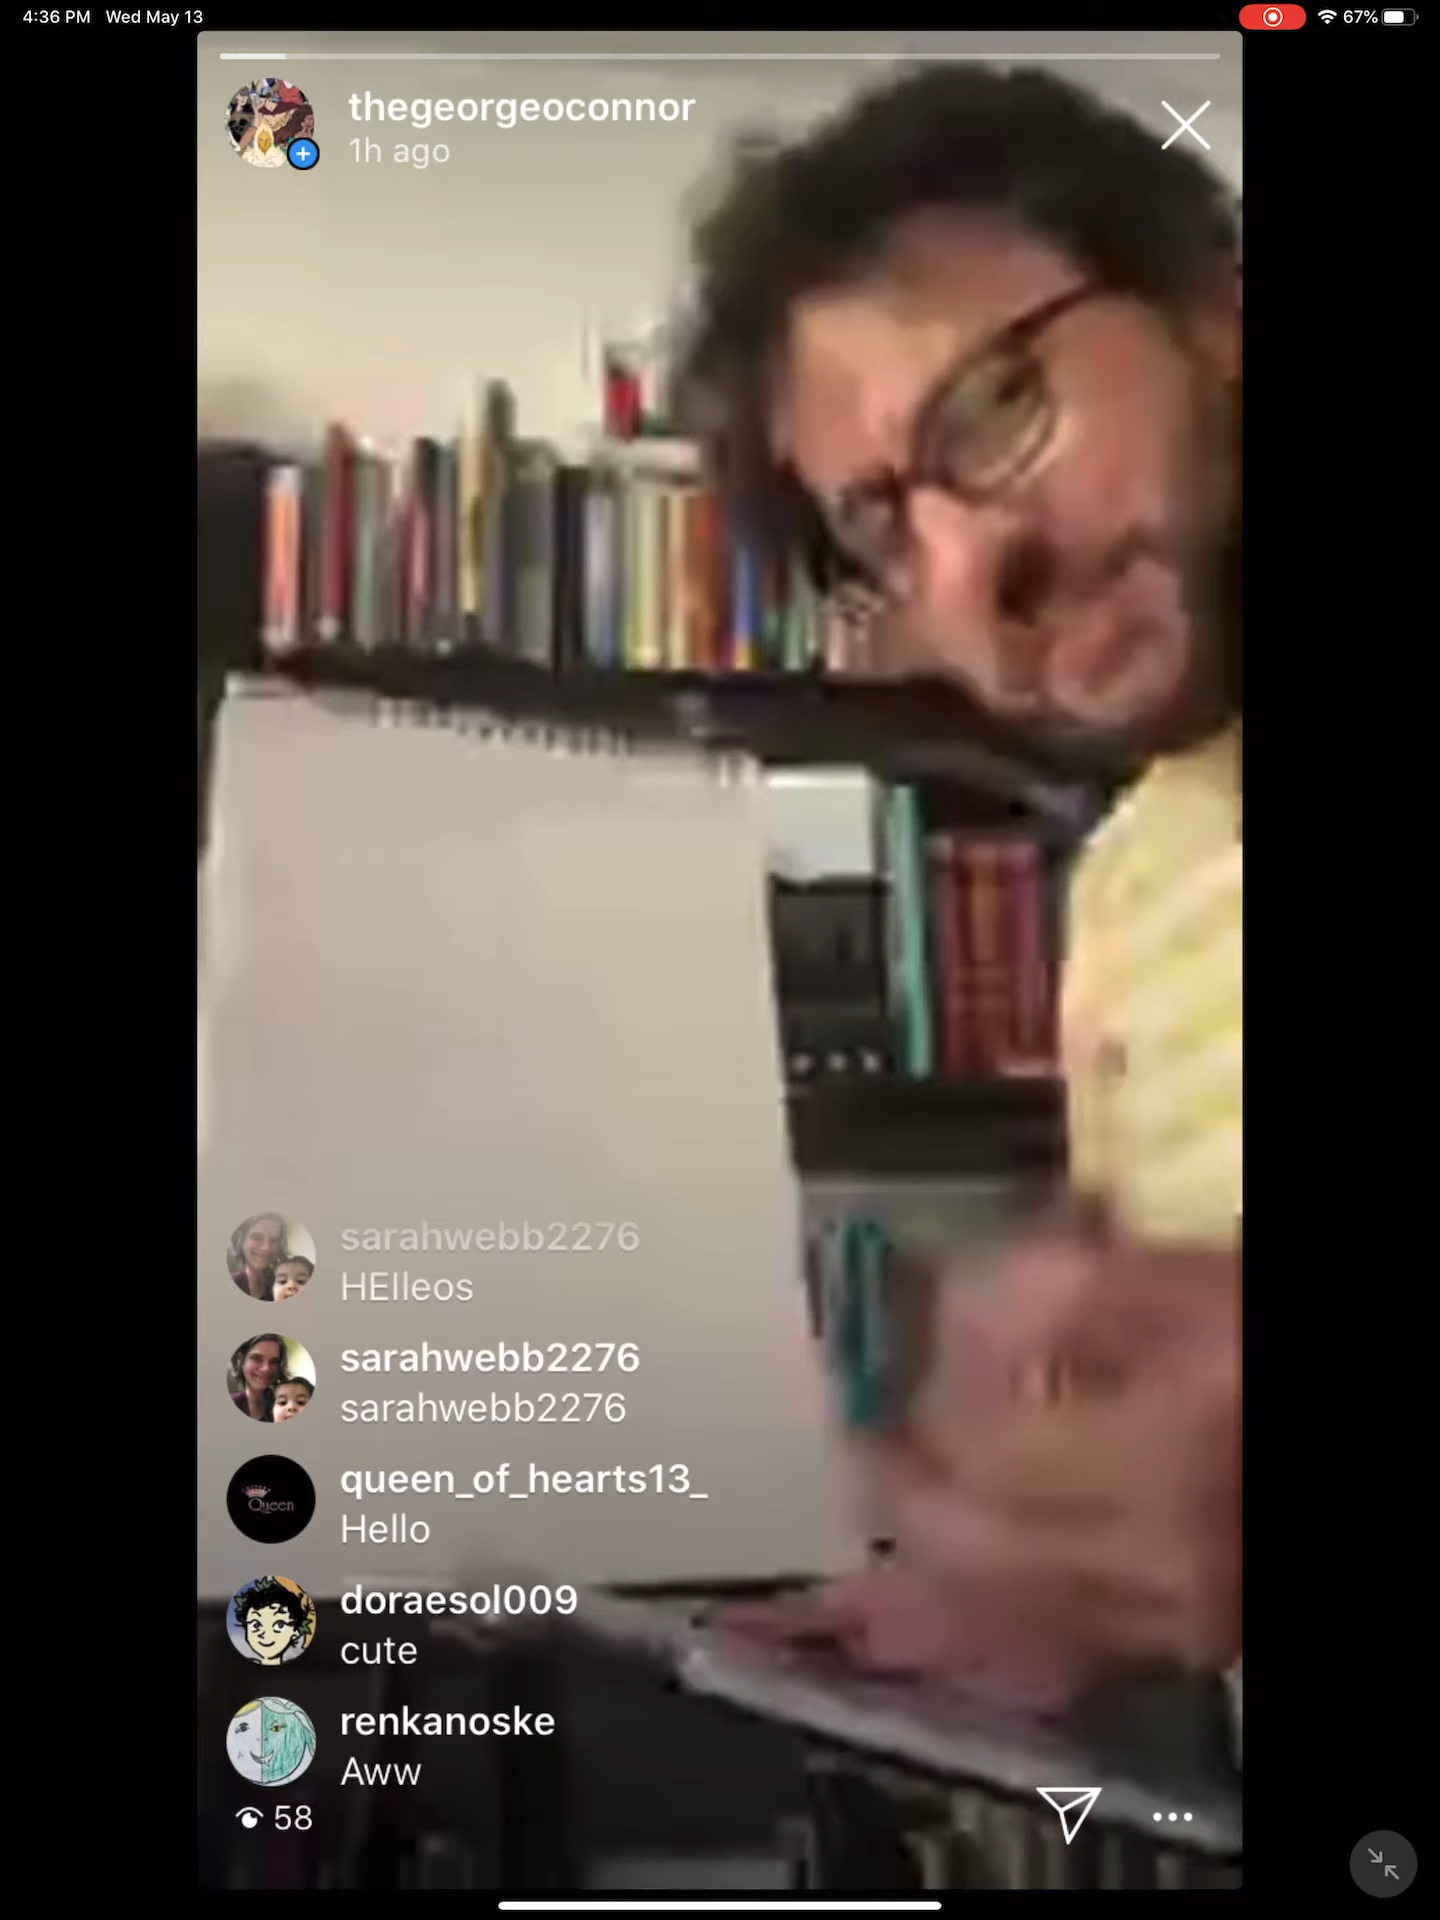 4:36 PM Wed May 13
67%
thegeorgeoconnor
1h ago
sarahwebb2276
HElleos
sarahwebb2276
sarahwebb2276
Queen
queen_of_hearts13_
Hello
doraesol009
cute
renkanoske
Aww
58